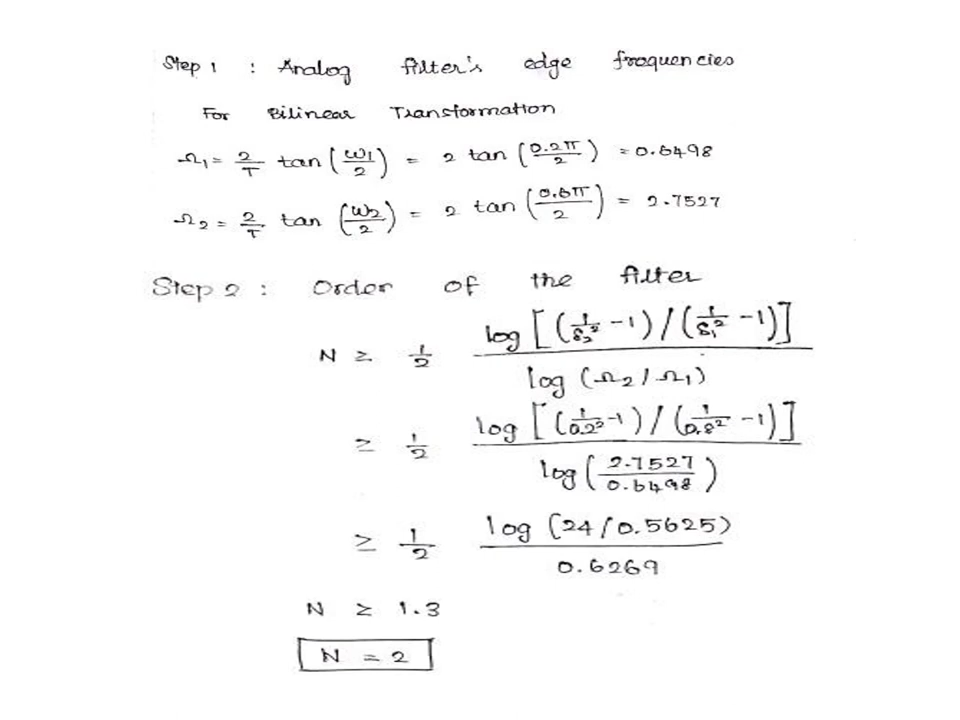 Step 1 : Analog filter's edge frequencies
For Bilinear Transformation
Ω₁ = 2/T tan(ω1/2) = 2 tan(0.2π/2) = 0.6498
Ω₂ = 2/T tan(ω2/2) = 2 tan(0.6π/2) = 2.7527
Step 2 : Order of the filter
N ≥ 1/2 log[(1/δ₂² -1)/(1/δ₁² -1)] / log(Ω2/Ω1)
≥ 1/2 log[(1/0.2² -1)/(1/0.8² -1)] / log(2.7527/0.6498)
≥ 1/2 log(24/0.5625) / 0.6269
N ≥ 1.3
N = 2